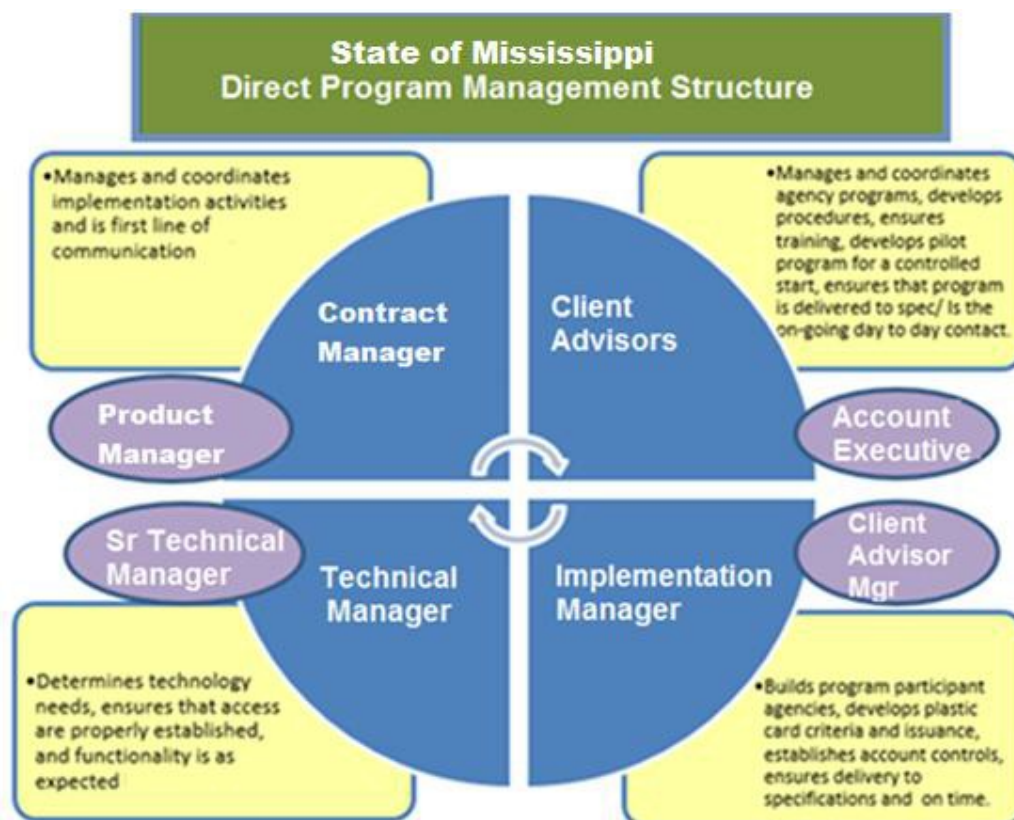 State of Mississippi
Direct Program Management Structure
•Manages and coordinates
implementation activities
and is first line of
communication
•Manages and coordinates
agency programs, develops
procedures, ensures
training, develops pilot
program for a controlled
start, ensures that program
is delivered to spec/ Is the
on-going day to day contact.
Contract
Manager
Client
Advisors
Product
Manager
Account
Executive
Sr Technical
Manager
Client
Advisor
Mgr
Technical
Manager
Implementation
Manager
•Determines technology
needs, ensures that access
are properly established,
and functionality is as
expected
•Builds program participant
agencies, develops plastic
card criteria and issuance,
establishes account controls,
ensures delivery to
specifications and on time.